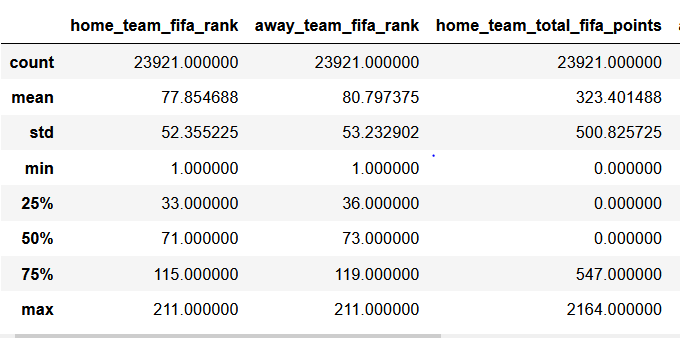 home_team_fifa_rank away_team_fifa_rank home_team_total_fifa_points
count 23921.000000 23921.000000 23921.000000
mean 77.854688 80.797375 323.401488
std 52.355225 53.232902 500.825725
min 1.000000 1.000000 0.000000
25% 33.000000 36.000000 0.000000
50% 71.000000 73.000000 0.000000
75% 115.000000 119.000000 547.000000
max 211.000000 211.000000 2164.000000